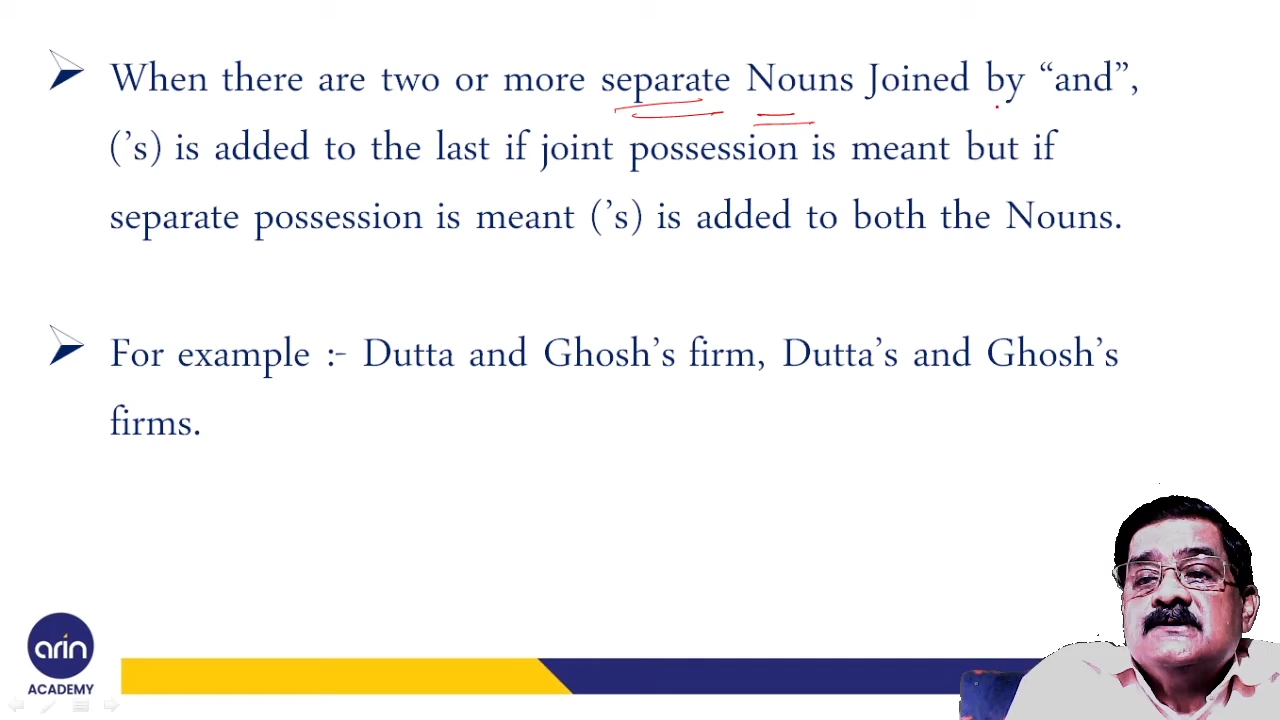 When there are two or more separate Nouns Joined by “and”,
(’s) is added to the last if joint possession is meant but if
separate possession is meant (’s) is added to both the Nouns.
For example :- Dutta and Ghosh’s firm, Dutta’s and Ghosh’s
firms.
arin
ACADEMY